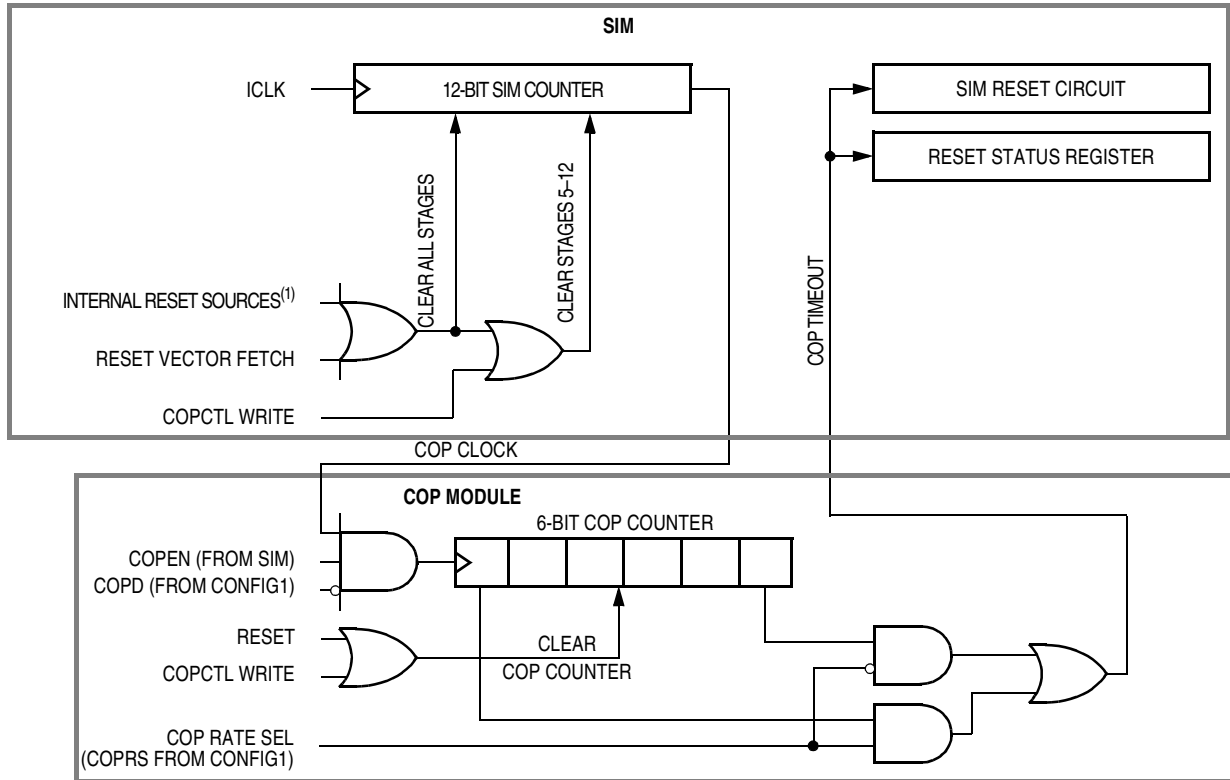 SIM
ICLK
12-BIT SIM COUNTER
SIM RESET CIRCUIT
RESET STATUS REGISTER
CLEAR ALL STAGES
CLEAR STAGES 5–12
COP TIMEOUT
INTERNAL RESET SOURCES(1)
RESET VECTOR FETCH
COPCTL WRITE
COP CLOCK
COP MODULE
6-BIT COP COUNTER
COPEN (FROM SIM)
COPD (FROM CONFIG1)
RESET
CLEAR
COPCTL WRITE
COP COUNTER
COP RATE SEL
(COPRS FROM CONFIG1)